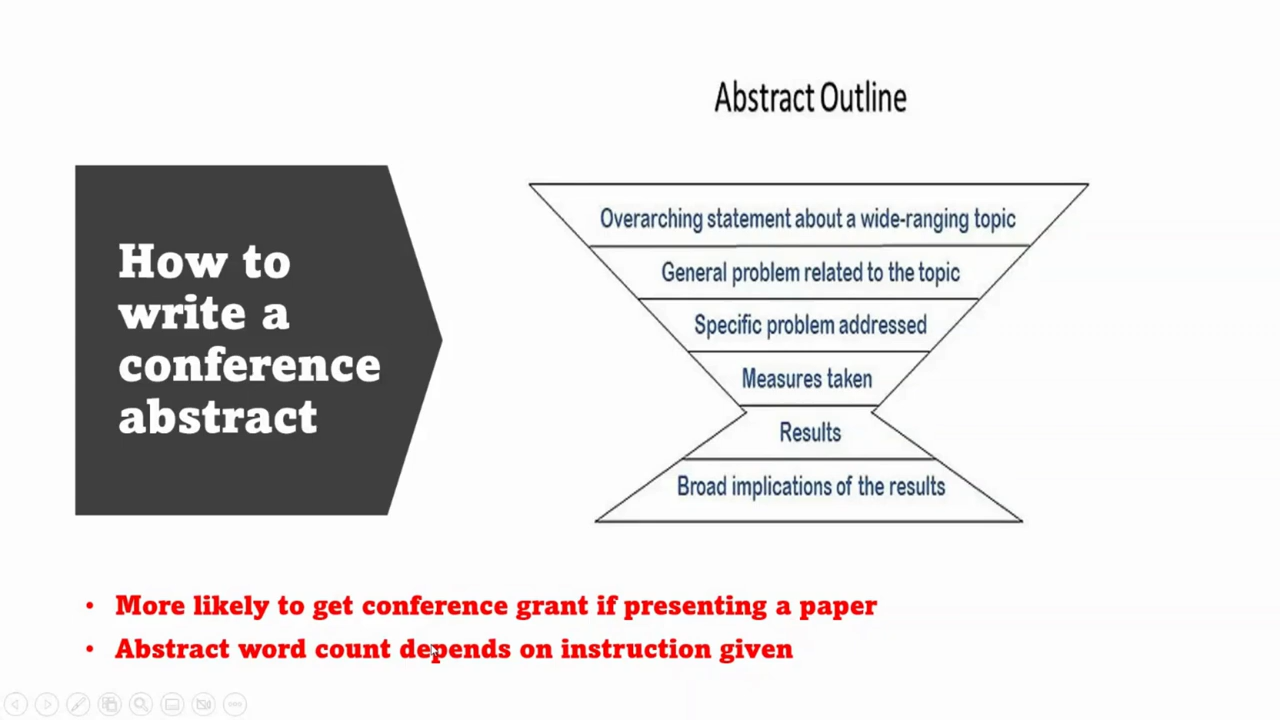 Abstract Outline
How to
write a
conference
abstract
Overarching statement about a wide-ranging topic
General problem related to the topic
Specific problem addressed
Measures taken
Results
Broad implications of the results
• More likely to get conference grant if presenting a paper
• Abstract word count depends on instruction given